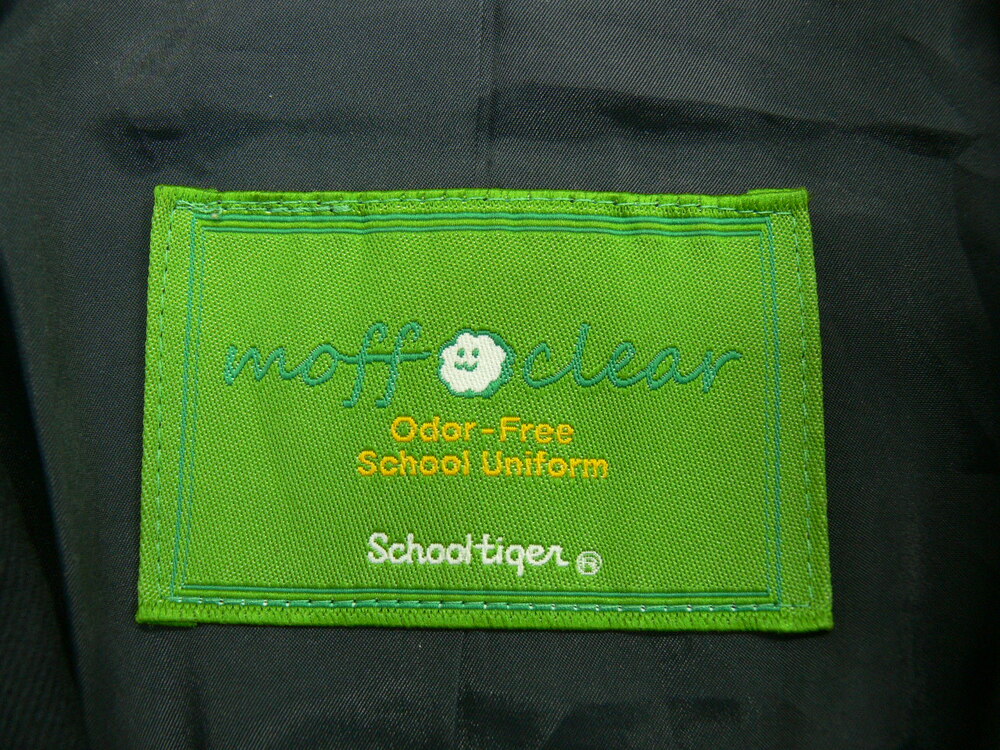 moff clear
Odor-Free
School Uniform
Schooltiger ®